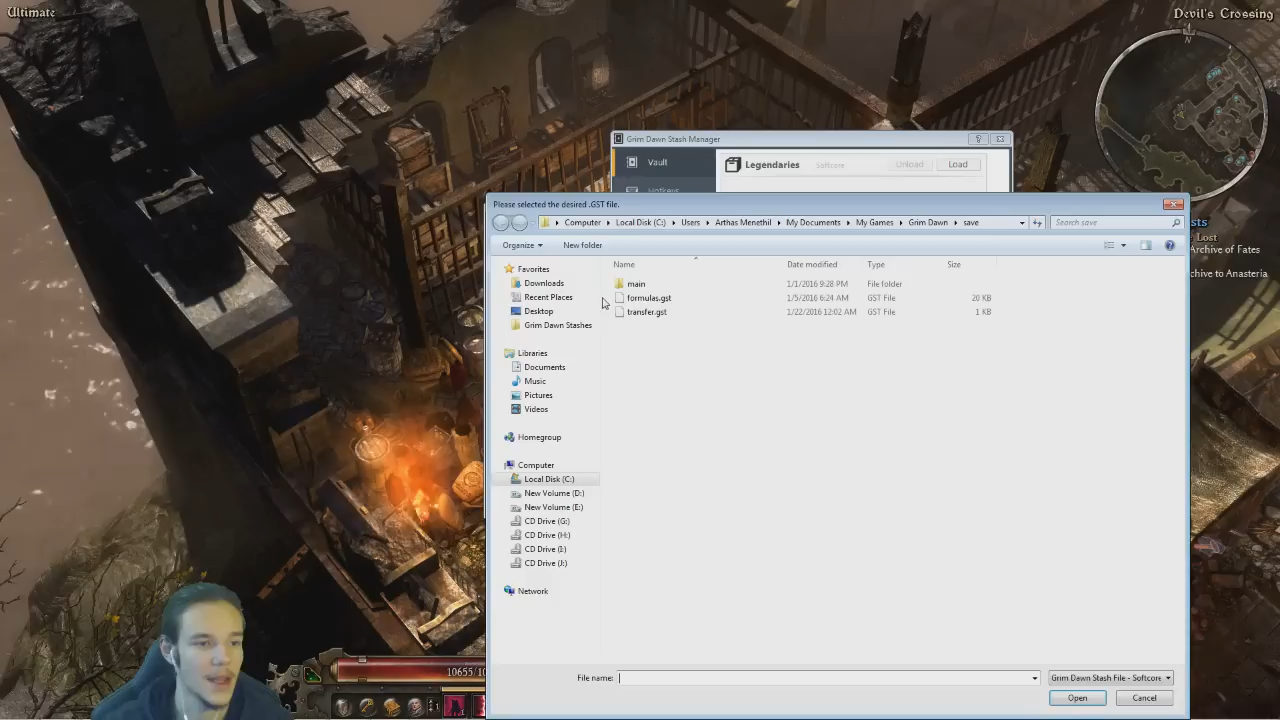 Ultimate
Devil's Crossing
N
Grim Dawn Stash Manager
Vault
Legendaries
Softcore
Unload
Load
Hotkeys
Please selected the desired .GST file.
Computer
Local Disk (C:)
Users
Arthas Menethil
My Documents
My Games
Grim Dawn
save
Search save
Organize
New folder
Name
Date modified
Type
Size
main
1/1/2016 9:28 PM
File folder
formulas.gst
1/5/2016 6:24 AM
GST File
20 KB
transfer.gst
1/22/2016 12:02 AM
GST File
1 KB
Favorites
Downloads
Recent Places
Desktop
Grim Dawn Stashes
Libraries
Documents
Music
Pictures
Videos
Homegroup
Computer
Local Disk (C:)
New Volume (D:)
New Volume (E:)
CD Drive (G:)
CD Drive (H:)
CD Drive (I:)
CD Drive (J:)
Network
sts
Lost
Archive of Fates
chive to Anasteria
File name:
Grim Dawn Stash File - Softcore
Open
Cancel
10655/10